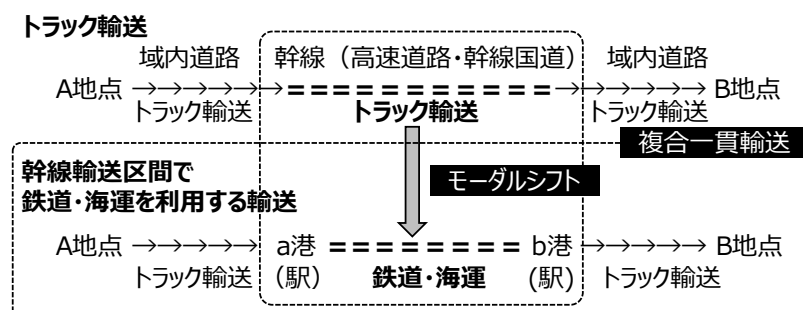 トラック輸送
域内道路 幹線（高速道路・幹線国道） 域内道路
A地点 →→→→→→＝＝＝＝＝＝＝＝＝＝＝→→→→→→ B地点
トラック輸送 トラック輸送 トラック輸送
複合一貫輸送
幹線輸送区間で
鉄道・海運を利用する輸送
モーダルシフト
A地点 →→→→→ a港 ＝＝＝＝＝＝＝＝ b港 →→→→→ B地点
トラック輸送 （駅） 鉄道・海運 (駅) トラック輸送